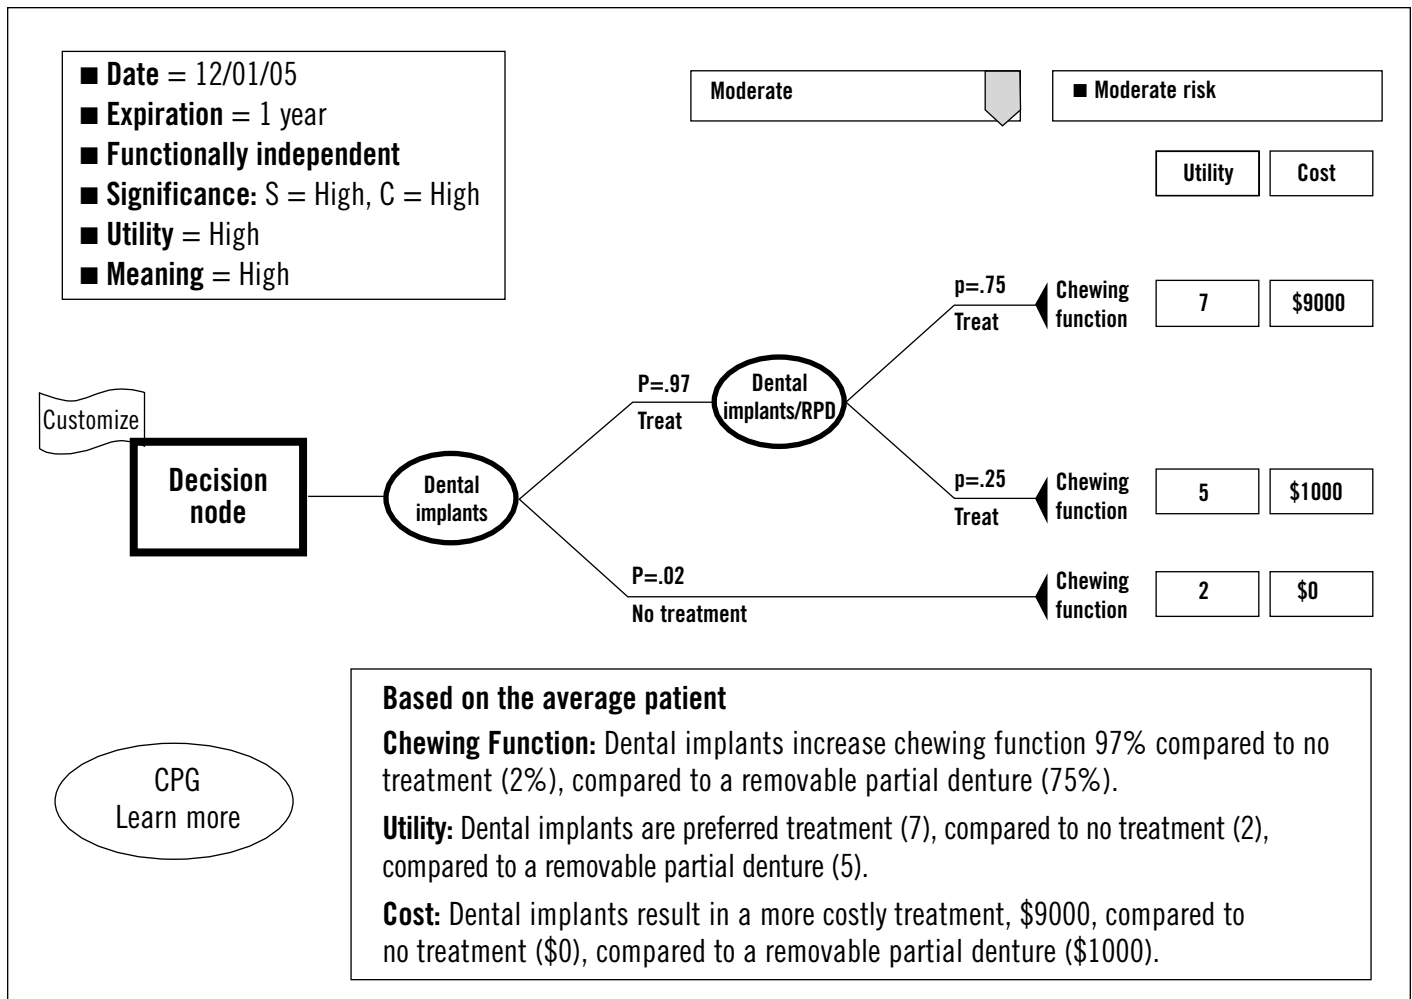 ■ Date = 12/01/05
■ Expiration = 1 year
■ Functionally independent
■ Significance: S = High, C = High
■ Utility = High
■ Meaning = High
Moderate
■ Moderate risk
Utility
Cost
p=.75
Treat
Chewing
function
7
$9000
P=.97
Treat
Dental
implants/RPD
Customize
Decision
node
Dental
implants
p=.25
Treat
Chewing
function
5
$1000
P=.02
No treatment
Chewing
function
2
$0
CPG
Learn more
Based on the average patient
Chewing Function: Dental implants increase chewing function 97% compared to no
treatment (2%), compared to a removable partial denture (75%).
Utility: Dental implants are preferred treatment (7), compared to no treatment (2),
compared to a removable partial denture (5).
Cost: Dental implants result in a more costly treatment, $9000, compared to
no treatment ($0), compared to a removable partial denture ($1000).